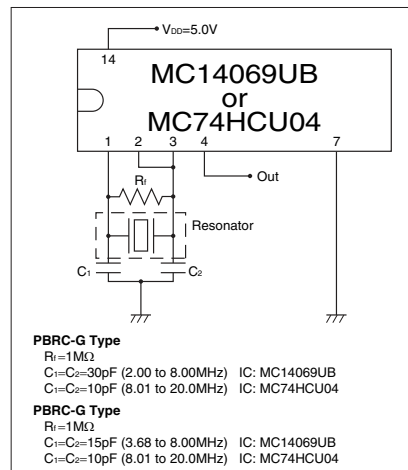 VDD=5.0V
14
MC14069UB
or
MC74HCU04
1 2 3 4 7
Rf
Out
Resonator
C1 C2
PBRC-G Type
Rf=1MΩ
C1=C2=30pF (2.00 to 8.00MHz) IC: MC14069UB
C1=C2=10pF (8.01 to 20.0MHz) IC: MC74HCU04
PBRC-G Type
Rf=1MΩ
C1=C2=15pF (3.68 to 8.00MHz) IC: MC14069UB
C1=C2=10pF (8.01 to 20.0MHz) IC: MC74HCU04